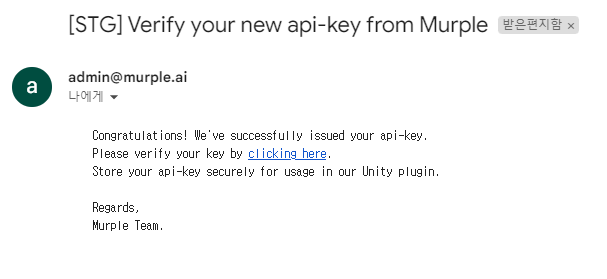 [STG] Verify your new api-key from Murple 받은편지함 ×
a
admin@murple.ai
나에게
Congratulations! We've successfully issued your api-key.
Please verify your key by clicking here.
Store your api-key securely for usage in our Unity plugin.
Regards,
Murple Team.